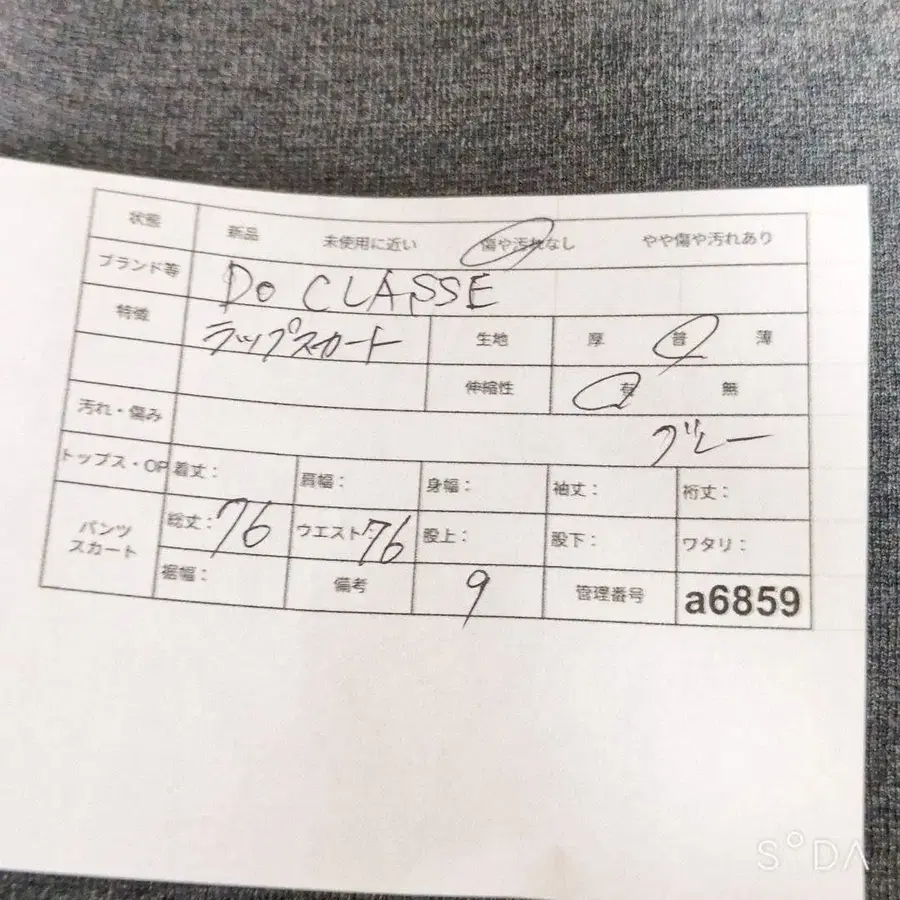 状態 新品 未使用に近い 傷や汚れなし やや傷や汚れあり
ブランド等 Do CLASSE
特徴 ラップスカート 生地 厚 普 薄
伸縮性 有 無
汚れ・傷み グレー
トップス・OP 着丈： 肩幅： 身幅： 袖丈： 裄丈：
パンツ スカート 総丈：76 ウエスト：76 股上： 股下： ワタリ：
裾幅： 備考 9 管理番号 a6859
SODA